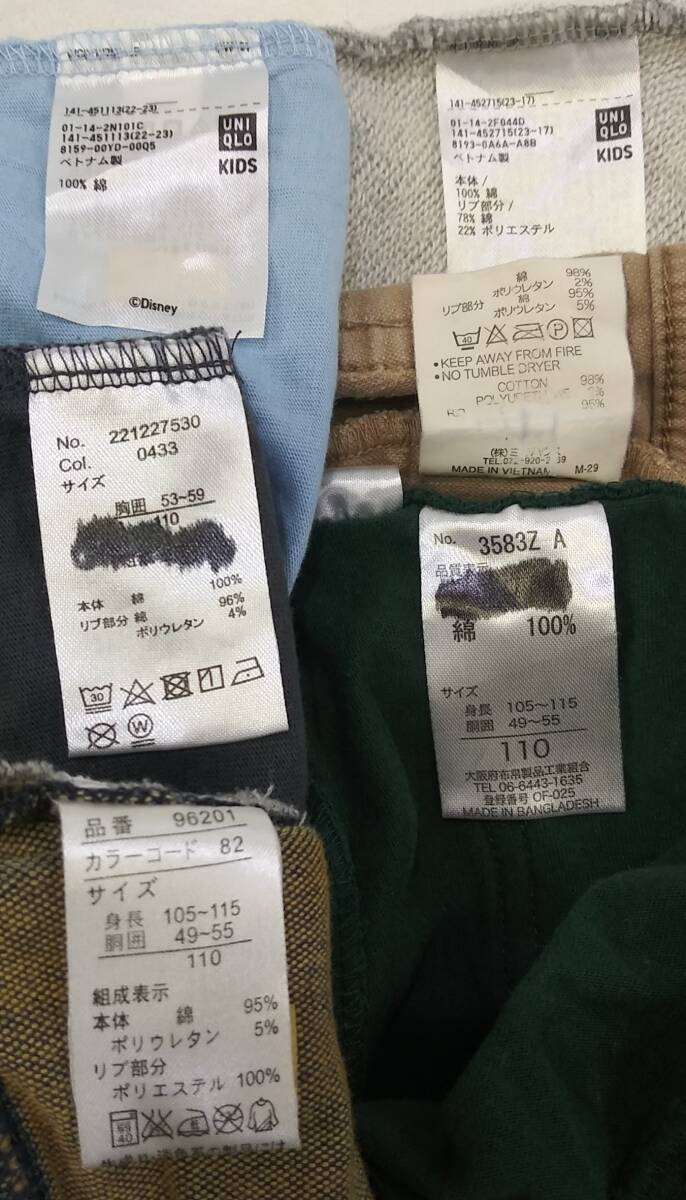 141-451113(22-23)
01-14-2N101C
141-451113(22-23)
8159-00YD-00Q5
ベトナム製
100% 綿
UNI
QLO
KIDS
©Disney
141-452715(23-17)
01-14-2F044D
141-452715(23-17)
8193-0A6A-A8B
ベトナム製
本体/
100% 綿
リブ部分/
78% 綿
22% ポリエステル
UNI
QLO
KIDS
綿 98%
ポリウレタン 2%
リブ部分 綿 95%
ポリウレタン 5%
40
P
•KEEP AWAY FROM FIRE
•NO TUMBLE DRYER
COTTON 98%
95%
(株)
MADE IN VIETNAM M-29
No. 221227530
Col. 0433
サイズ
胸囲 53~59
110
100%
本体 綿 96%
リブ部分 綿
ポリウレタン 4%
30
W
No. 3583Z A
品質表示
綿 100%
サイズ
身長 105~115
胴囲 49~55
110
大阪府布帛製品工業組合
TEL 06-6443-1635
登録番号 OF-025
MADE IN BANGLADESH
品番 96201
カラーコード 82
サイズ
身長 105~115
胴囲 49~55
110
組成表示
本体 綿 95%
ポリウレタン 5%
リブ部分
ポリエステル 100%
40